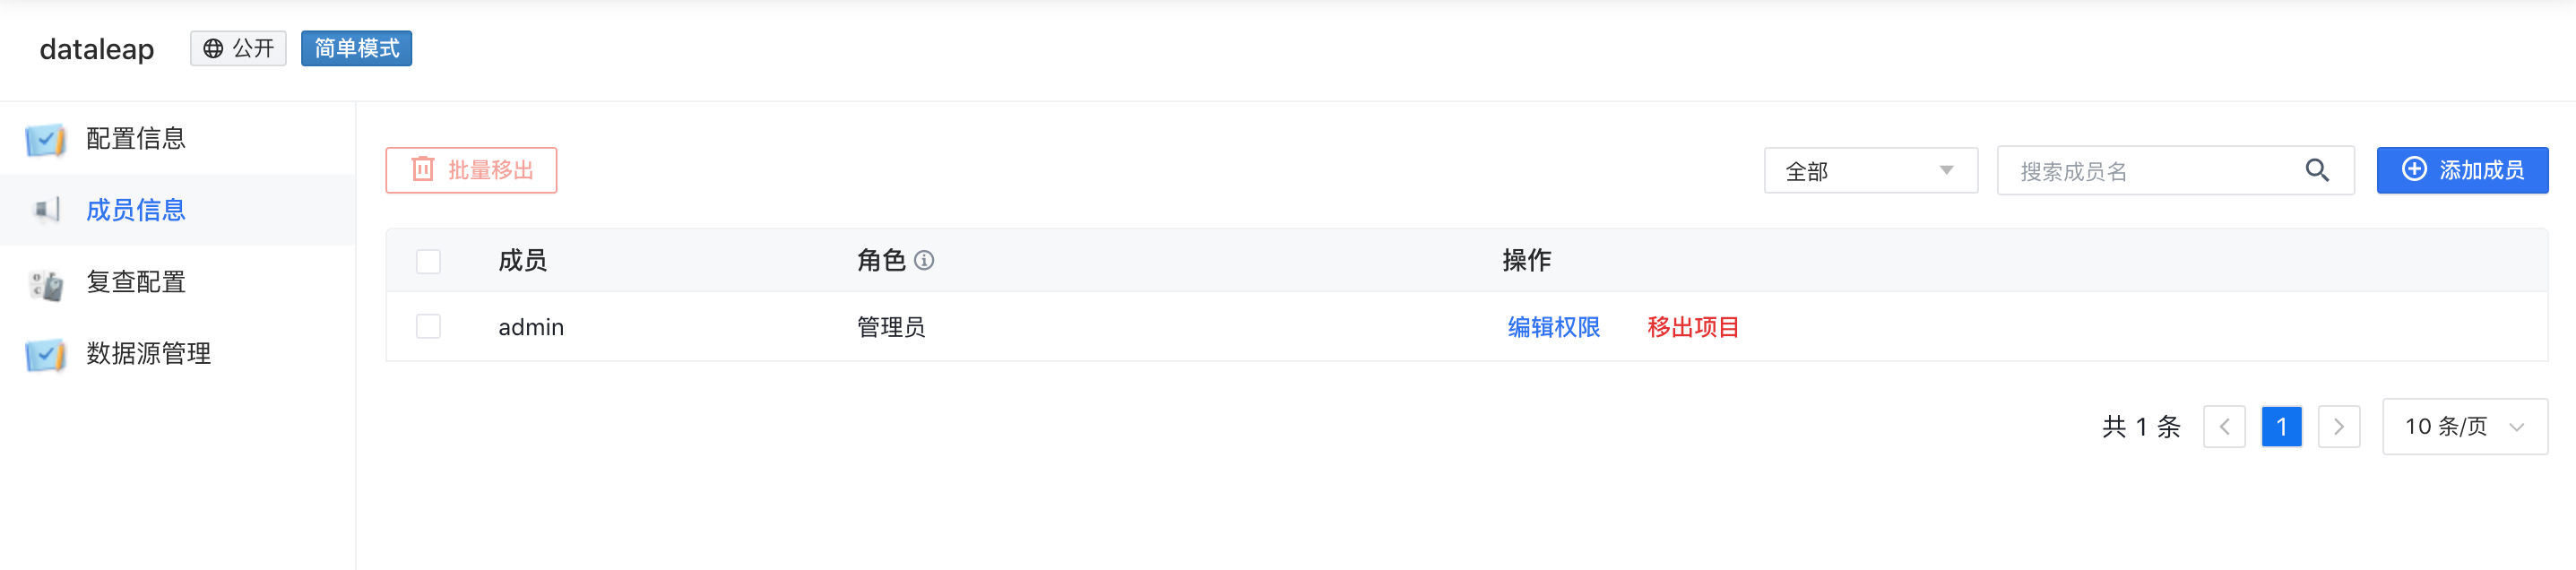 dataleap 公开 简单模式
配置信息
成员信息
复查配置
数据源管理
批量移出 全部 搜索成员名 添加成员
成员 角色 操作
admin 管理员 编辑权限 移出项目
共 1 条 1 10 条/页